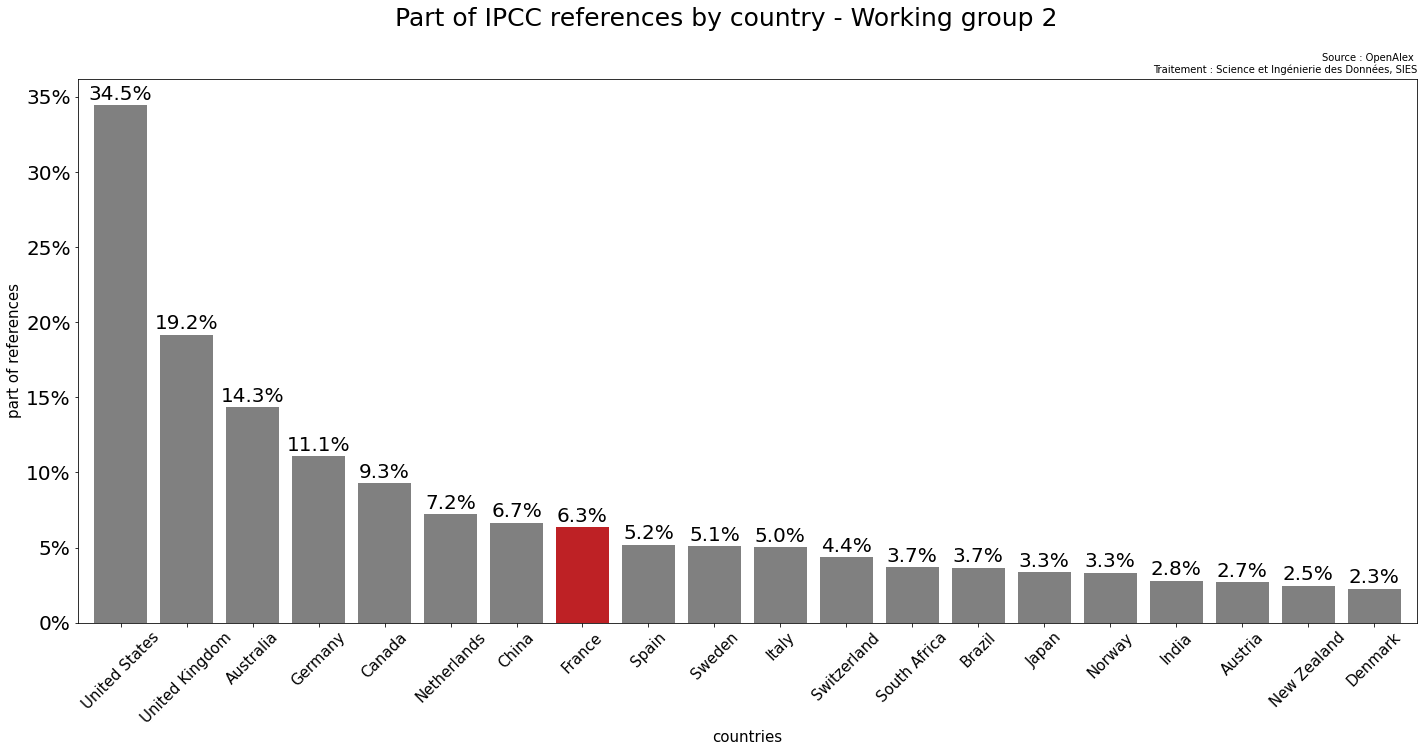 Part of IPCC references by country - Working group 2
Source : OpenAlex
Traitement : Science et Ingénierie des Données, SIES
part of references
35%
30%
25%
20%
15%
10%
5%
0%
34.5%
19.2%
14.3%
11.1%
9.3%
7.2%
6.7%
6.3%
5.2%
5.1%
5.0%
4.4%
3.7%
3.7%
3.3%
3.3%
2.8%
2.7%
2.5%
2.3%
United States
United Kingdom
Australia
Germany
Canada
Netherlands
China
France
Spain
Sweden
Italy
Switzerland
South Africa
Brazil
Japan
Norway
India
Austria
New Zealand
Denmark
countries